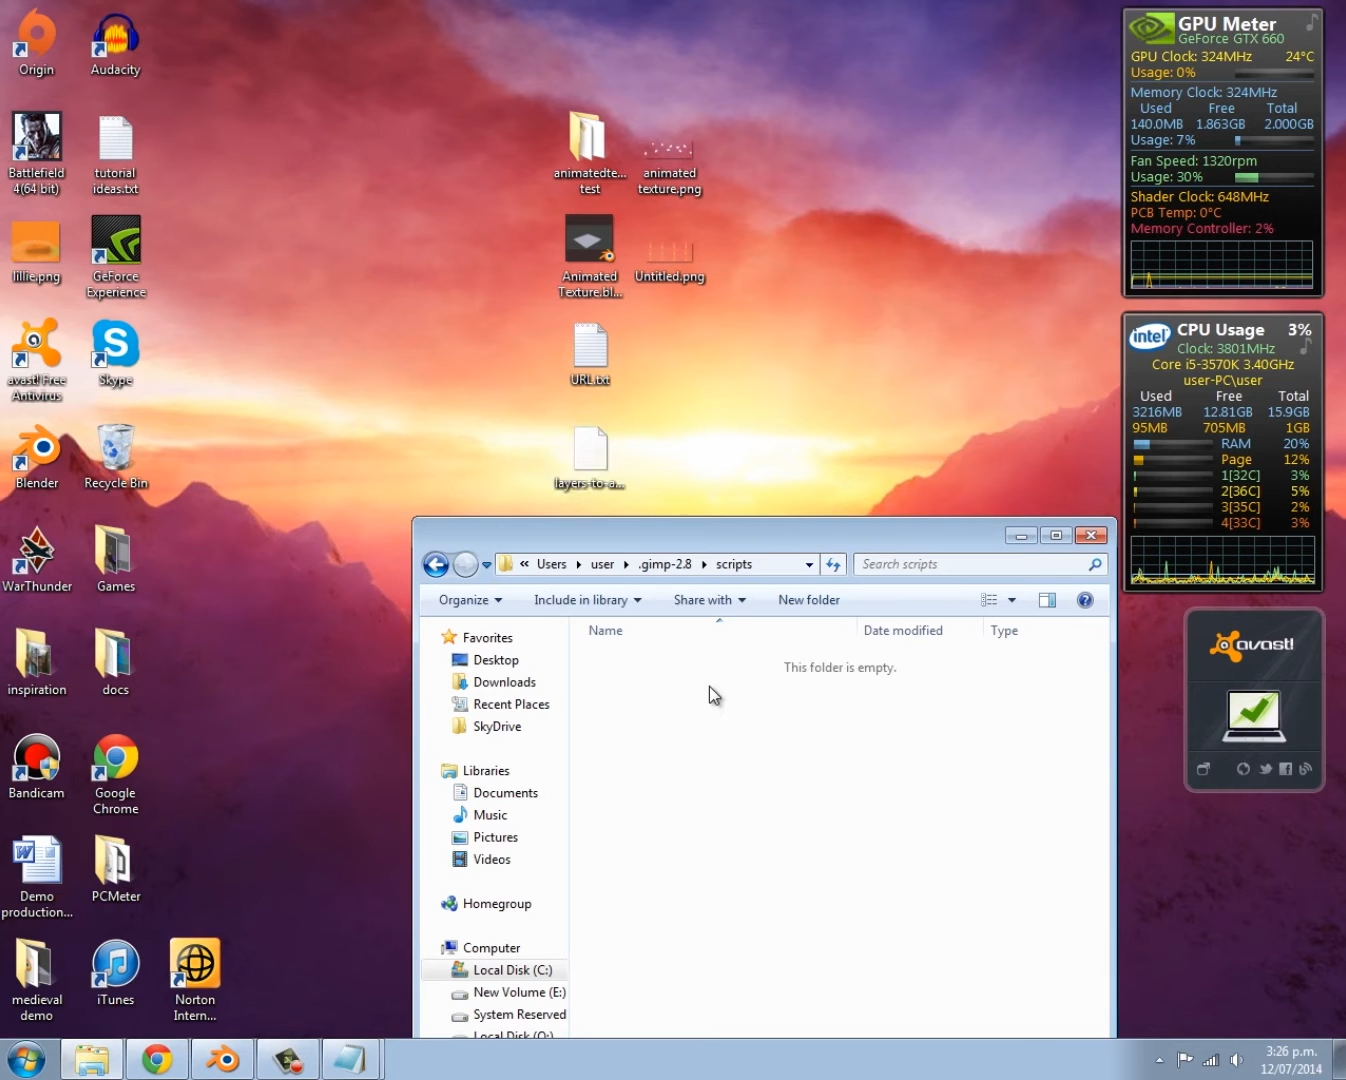 Origin
Audacity
Battlefield
4(64 bit)
tutorial
ideas.txt
animatedte...
test
animated
texture.png
lillie.png
GeForce
Experience
Animated
Texture.bl...
Untitled.png
avast! Free
Antivirus
Skype
URL.txt
Blender
Recycle Bin
layers-to-a...
WarThunder
Games
inspiration
docs
Bandicam
Google
Chrome
Demo
production...
PCMeter
medieval
demo
iTunes
Norton
Intern...
GPU Meter
GeForce GTX 660
GPU Clock: 324MHz 24°C
Usage: 0%
Memory Clock: 324MHz
Used Free Total
140.0MB 1.863GB 2.000GB
Usage: 7%
Fan Speed: 1320rpm
Usage: 30%
Shader Clock: 648MHz
PCB Temp: 0°C
Memory Controller: 2%
intel
CPU Usage 3%
Clock: 3801MHz
Core i5-3570K 3.40GHz
user-PC\user
Used Free Total
3216MB 12.81GB 15.9GB
95MB 705MB 1GB
RAM 20%
Page 12%
1[32C] 3%
2[36C] 5%
3[35C] 2%
4[33C] 3%
avast!
« Users user .gimp-2.8 scripts
Search scripts
Organize Include in library Share with New folder
Name Date modified Type
This folder is empty.
Favorites
Desktop
Downloads
Recent Places
SkyDrive
Libraries
Documents
Music
Pictures
Videos
Homegroup
Computer
Local Disk (C:)
New Volume (E:)
System Reserved
Local Disk (Q:)
3:26 p.m.
12/07/2014